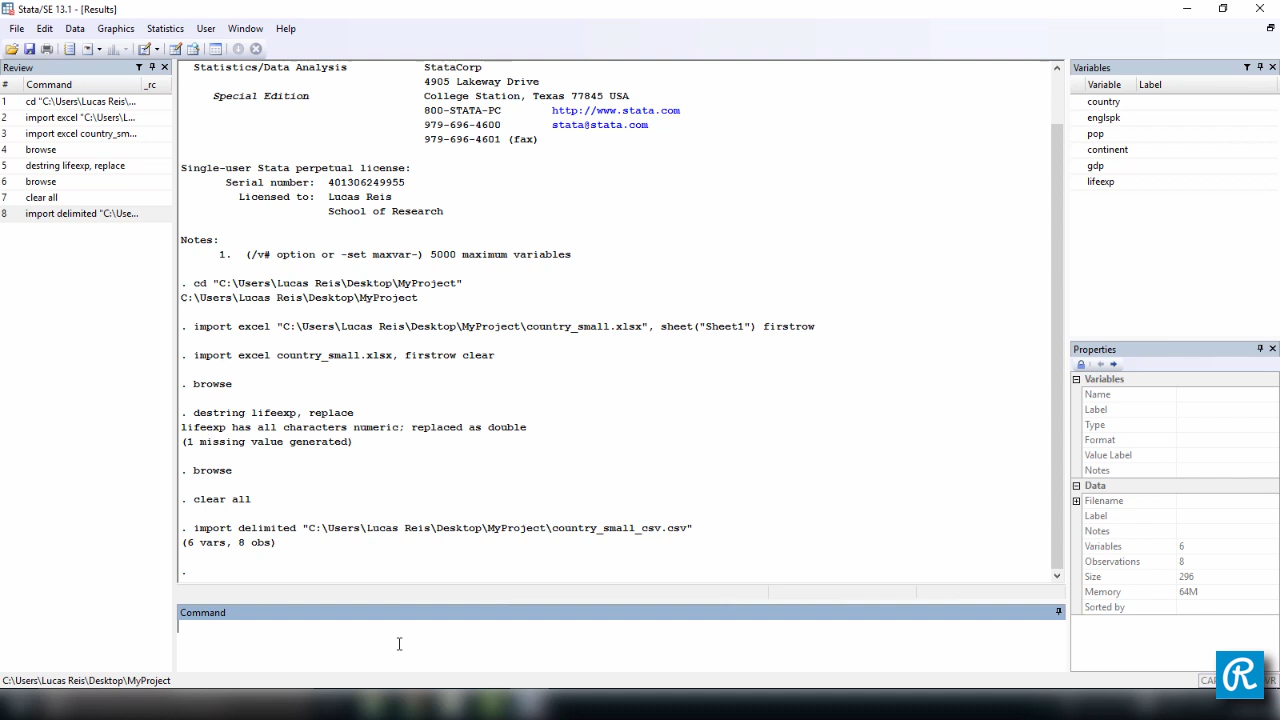 Stata/SE 13.1 - [Results]
File Edit Data Graphics Statistics User Window Help
Review
# Command _rc
1 cd "C:\Users\Lucas Reis\...
2 import excel "C:\Users\L...
3 import excel country_sm...
4 browse
5 destring lifeexp, replace
6 browse
7 clear all
8 import delimited "C:\Use...
Statistics/Data Analysis StataCorp
4905 Lakeway Drive
Special Edition College Station, Texas 77845 USA
800-STATA-PC http://www.stata.com
979-696-4600 stata@stata.com
979-696-4601 (fax)
Single-user Stata perpetual license:
Serial number: 401306249955
Licensed to: Lucas Reis
School of Research
Notes:
1. (/v# option or -set maxvar-) 5000 maximum variables
. cd "C:\Users\Lucas Reis\Desktop\MyProject"
C:\Users\Lucas Reis\Desktop\MyProject
. import excel "C:\Users\Lucas Reis\Desktop\MyProject\country_small.xlsx", sheet("Sheet1") firstrow
. import excel country_small.xlsx, firstrow clear
. browse
. destring lifeexp, replace
lifeexp has all characters numeric; replaced as double
(1 missing value generated)
. browse
. clear all
. import delimited "C:\Users\Lucas Reis\Desktop\MyProject\country_small_csv.csv"
(6 vars, 8 obs)
.
Command
Variables
Variable Label
country
englspk
pop
continent
gdp
lifeexp
Properties
Variables
Name
Label
Type
Format
Value Label
Notes
Data
Filename
Label
Notes
Variables 6
Observations 8
Size 296
Memory 64M
Sorted by
C:\Users\Lucas Reis\Desktop\MyProject
R